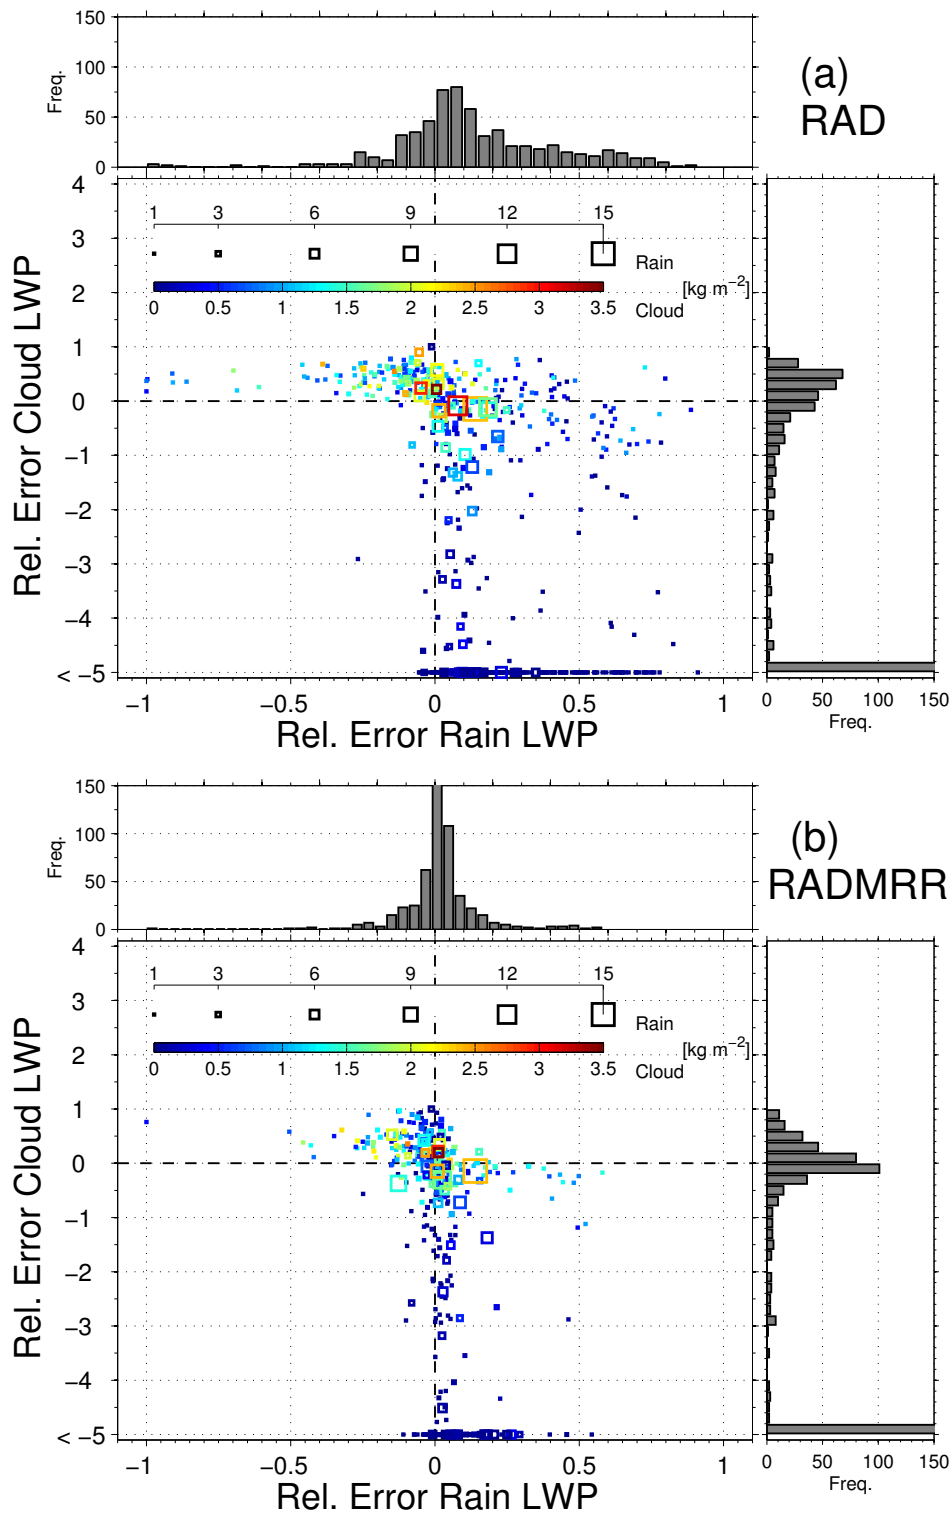 150
100
50
0
Freq.
(a)
RAD
4
3
2
1
0
−1
−2
−3
−4
< −5
Rel. Error Cloud LWP
1 3 6 9 12 15
Rain
[kg m−2]
0 0.5 1 1.5 2 2.5 3 3.5
Cloud
−1 −0.5 0 0.5 1
Rel. Error Rain LWP
0 50 100 150
Freq.
150
100
50
0
Freq.
(b)
RADMRR
4
3
2
1
0
−1
−2
−3
−4
< −5
Rel. Error Cloud LWP
1 3 6 9 12 15
Rain
[kg m−2]
0 0.5 1 1.5 2 2.5 3 3.5
Cloud
−1 −0.5 0 0.5 1
Rel. Error Rain LWP
0 50 100 150
Freq.